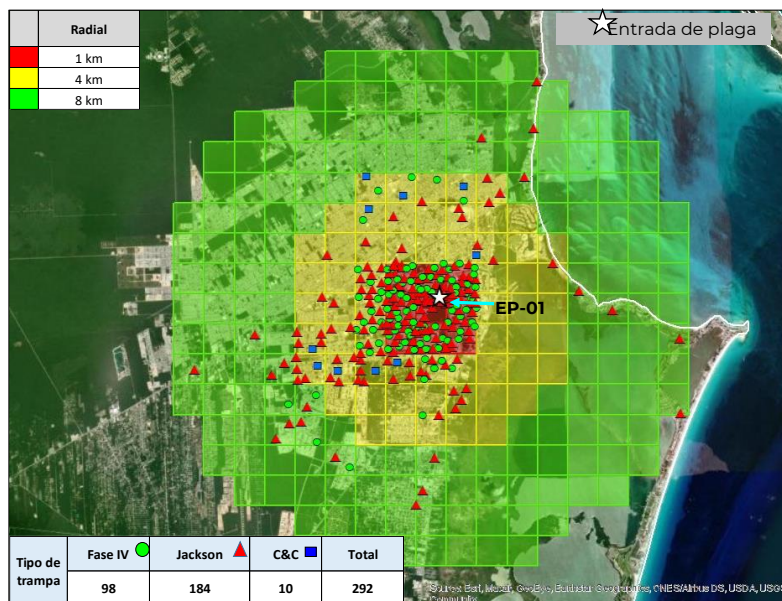 Radial
1 km
4 km
8 km
Entrada de plaga
EP-01
Tipo de trampa
Fase IV
Jackson
C&C
Total
98
184
10
292
Source: Esri, Maxar, GeoEye, Earthstar Geographics, CNES/Airbus DS, USDA, USGS